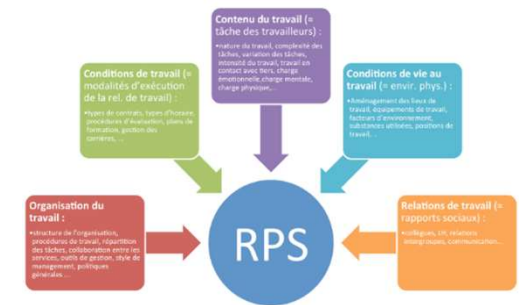 Contenu du travail (=
tâche des travailleurs) :
•nature du travail, complexité des
tâches, variation des tâches,
intensité du travail, travail en
contact avec tiers, charge
émotionnelle,charge mentale,
charge physique,...
Conditions de travail (=
modalités d'exécution
de la rel. de travail) :
•types de contrats, types d'horaire,
procédures d'évaluation, plans de
formation, gestion des
carrières, ...
Conditions de vie au
travail (= envir. phys.) :
•Aménagement des lieux de
travail, équipements de travail,
facteurs d'environnement,
substances utilisées, positions de
travail,...
Organisation du
travail :
•structure de l'organisation,
procédures de travail, répartition
des tâches, collaboration entre les
services, outils de gestion, style de
management, politiques
générales ...
RPS
Relations de travail (=
rapports sociaux) :
•collègues, LH, relations
intergroupes, communication...